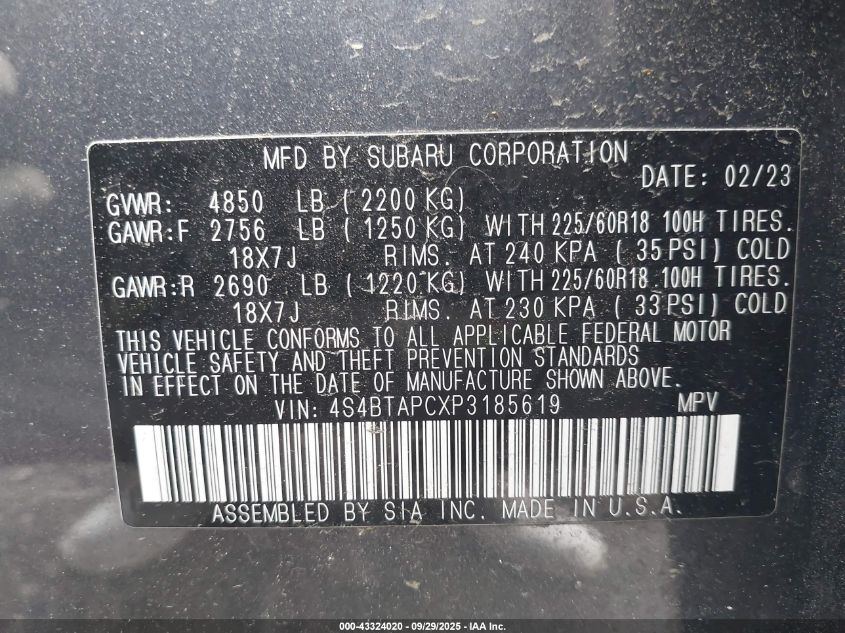 MFD BY SUBARU CORPORATION
DATE: 02/23
GVWR: 4850 LB ( 2200 KG)
GAWR:F 2756 LB ( 1250 KG) WITH 225/60R18 100H TIRES.
18X7J RIMS. AT 240 KPA ( 35 PSI) COLD
GAWR:R 2690 LB ( 1220 KG) WITH 225/60R18 100H TIRES.
18X7J RIMS. AT 230 KPA ( 33 PSI) COLD
THIS VEHICLE CONFORMS TO ALL APPLICABLE FEDERAL MOTOR
VEHICLE SAFETY AND THEFT PREVENTION STANDARDS
IN EFFECT ON THE DATE OF MANUFACTURE SHOWN ABOVE.
VIN: 4S4BTAPCXP3185619 MPV
ASSEMBLED BY SIA INC. MADE IN U.S.A.
000-43324020 - 09/29/2025 - IAA Inc.